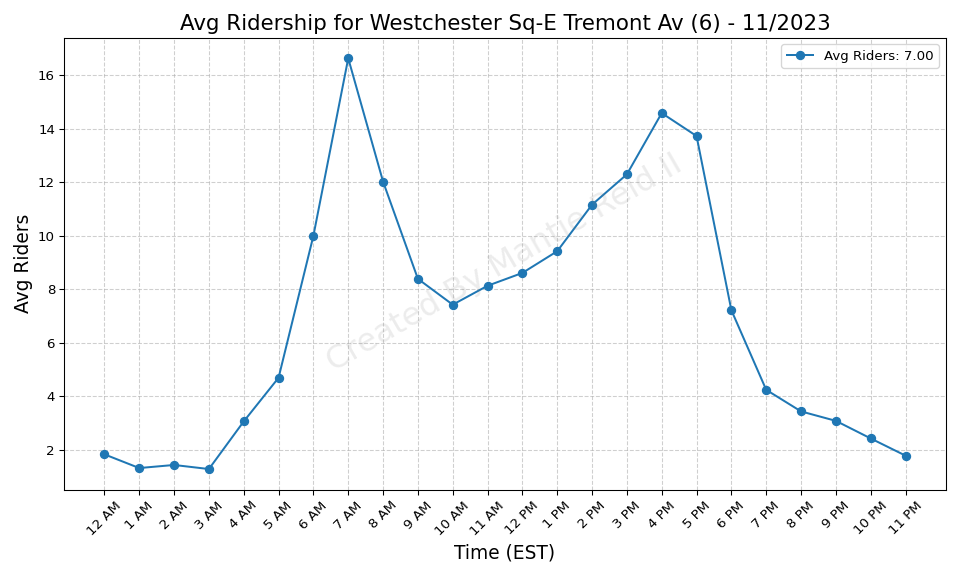 Avg Ridership for Westchester Sq-E Tremont Av (6) - 11/2023
Avg Riders: 7.00
Avg Riders
16
14
12
10
8
6
4
2
Created By Mantie Reid II
12 AM
1 AM
2 AM
3 AM
4 AM
5 AM
6 AM
7 AM
8 AM
9 AM
10 AM
11 AM
12 PM
1 PM
2 PM
3 PM
4 PM
5 PM
6 PM
7 PM
8 PM
9 PM
10 PM
11 PM
Time (EST)